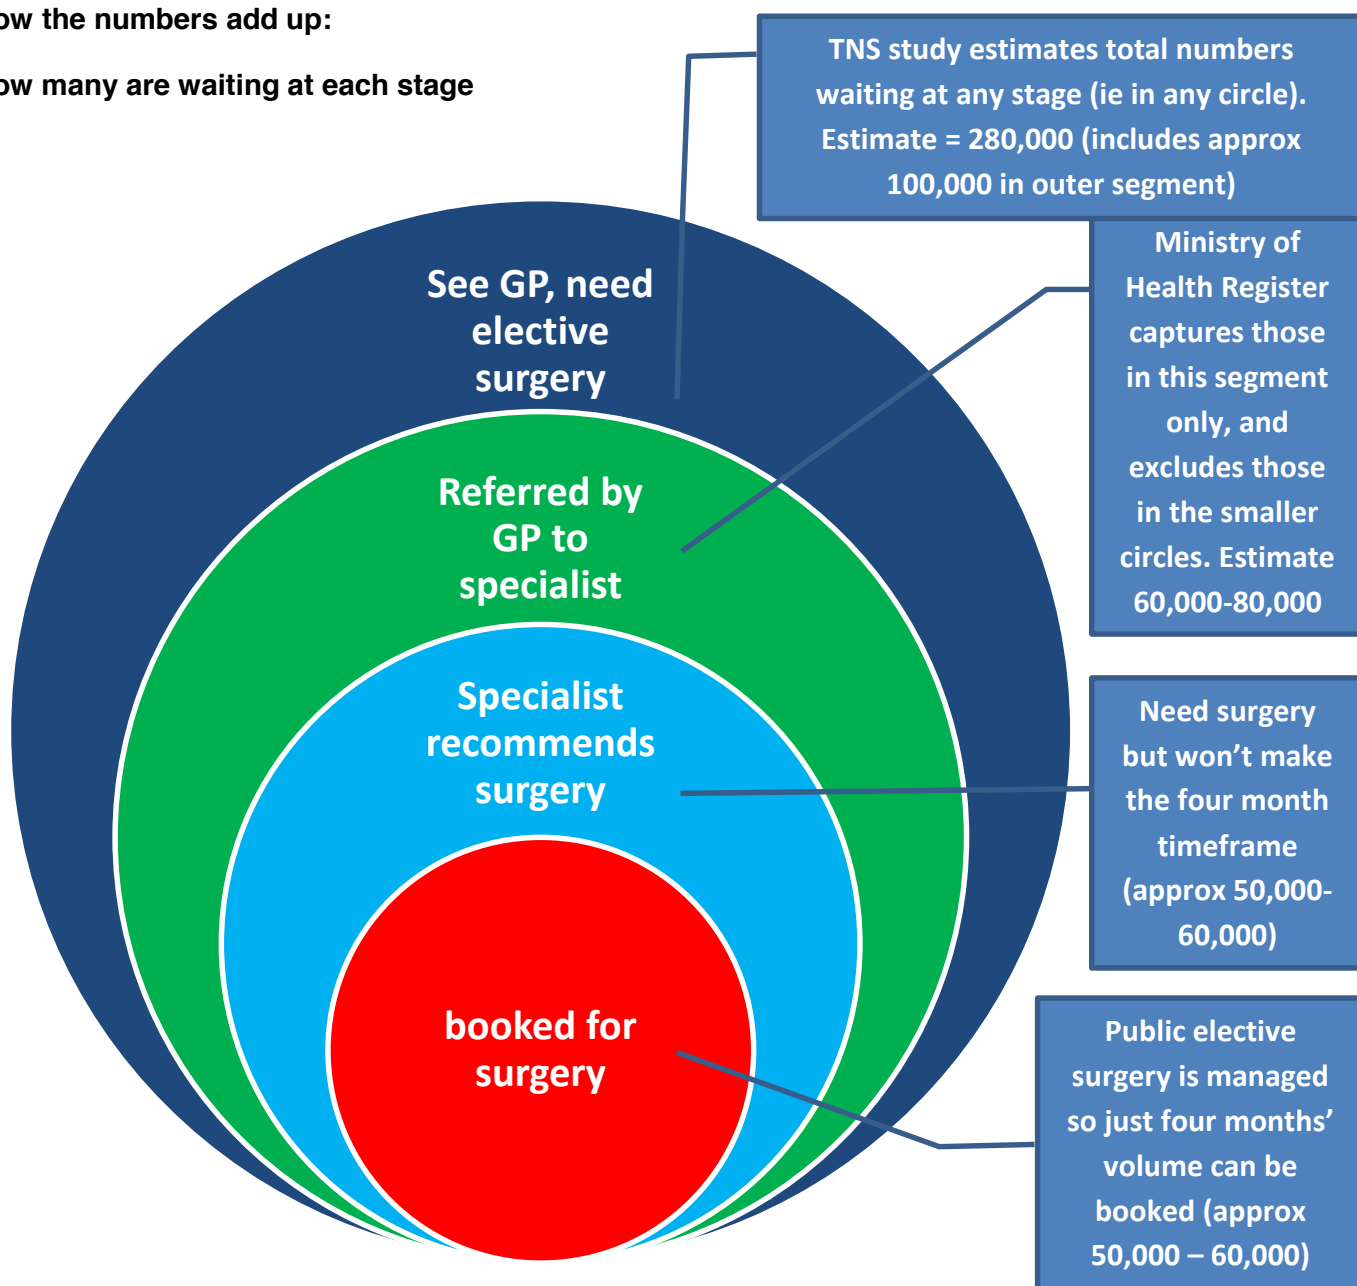 ow the numbers add up:
ow many are waiting at each stage
TNS study estimates total numbers
waiting at any stage (ie in any circle).
Estimate = 280,000 (includes approx
100,000 in outer segment)
Ministry of
Health Register
captures those
in this segment
only, and
excludes those
in the smaller
circles. Estimate
60,000-80,000
See GP, need
elective
surgery
Referred by
GP to
specialist
Specialist
recommends
surgery
Need surgery
but won’t make
the four month
timeframe
(approx 50,000-
60,000)
booked for
surgery
Public elective
surgery is managed
so just four months’
volume can be
booked (approx
50,000 – 60,000)